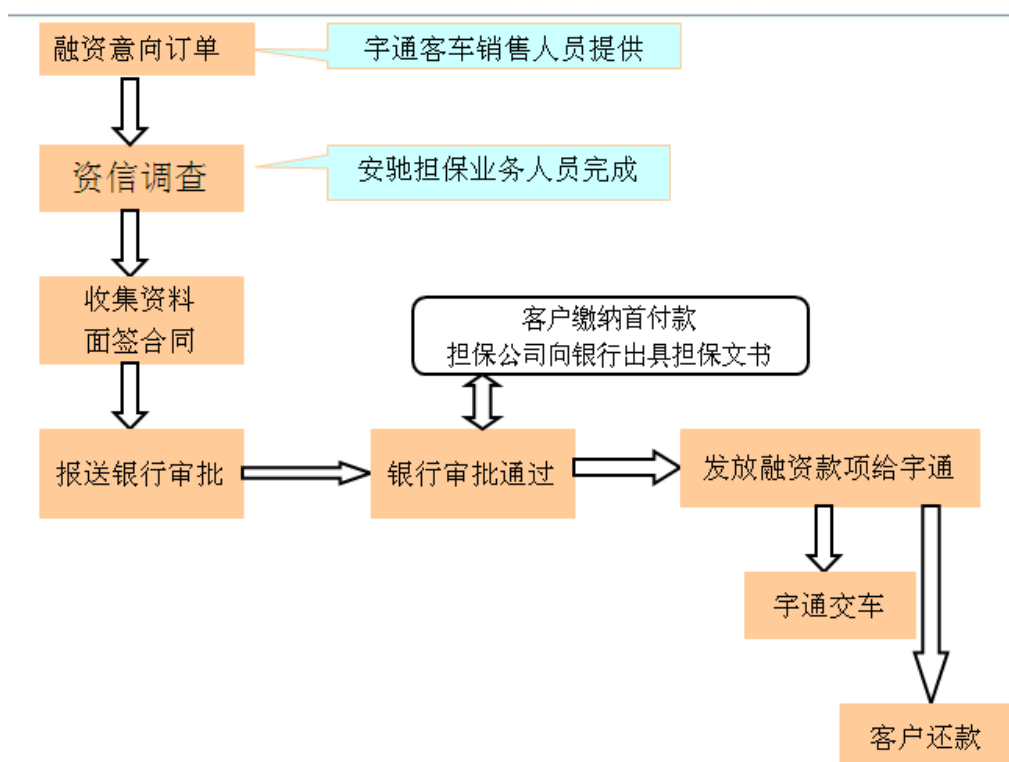 融资意向订单
宇通客车销售人员提供
资信调查
安驰担保业务人员完成
收集资料
面签合同
客户缴纳首付款
担保公司向银行出具担保文书
报送银行审批
银行审批通过
发放融资款项给宇通
宇通交车
客户还款